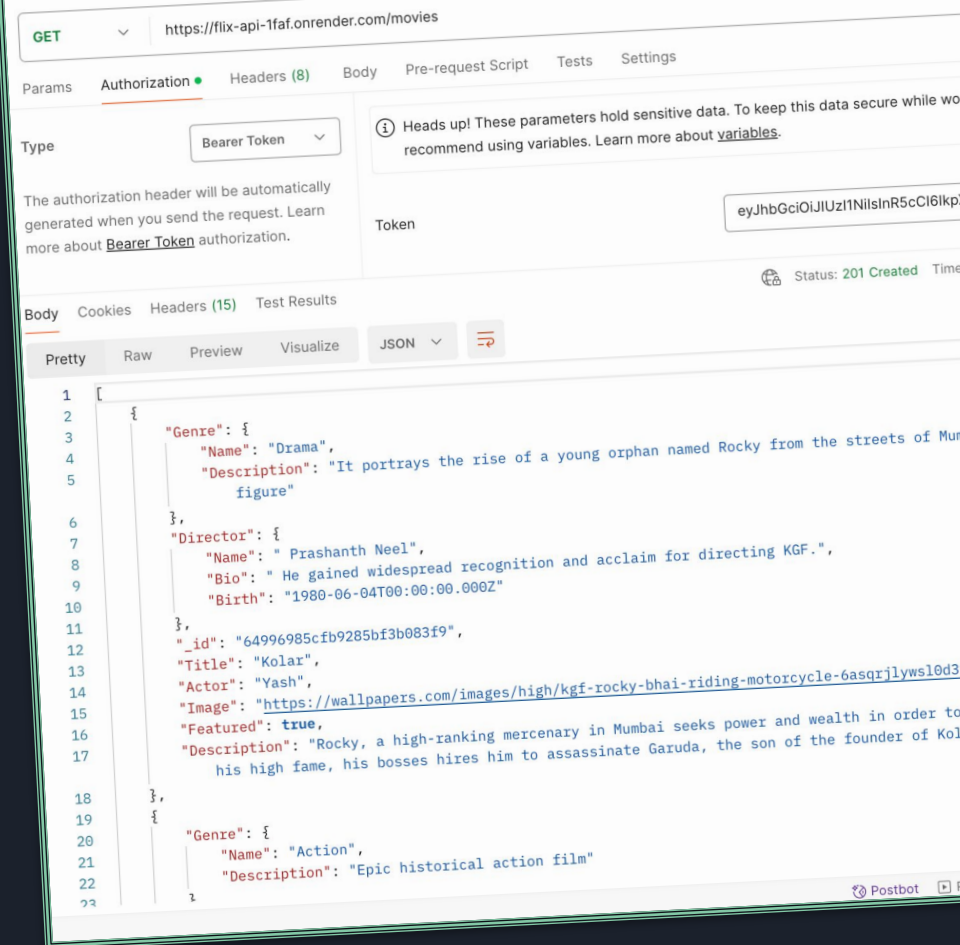 GET https://flix-api-1faf.onrender.com/movies
Params Authorization Headers (8) Body Pre-request Script Tests Settings
Type Bearer Token
Heads up! These parameters hold sensitive data. To keep this data secure while
recommend using variables. Learn more about variables.
The authorization header will be automatically
generated when you send the request. Learn
more about Bearer Token authorization.
Token
Body Cookies Headers (15) Test Results
Status: 201 Created Time
Pretty Raw Preview Visualize JSON
1 [
2 {
3 "Genre": {
4 "Name": "Drama",
5 "Description": "It portrays the rise of a young orphan named Rocky from the streets of
figure"
6 },
7 "Director": {
8 "Name": " Prashanth Neel",
9 "Bio": " He gained widespread recognition and acclaim for directing KGF.",
10 "Birth": "1980-06-04T00:00:00.000Z"
11 },
12 "_id": "64996985cfb9285bf3b083f9",
13 "Title": "Kolar",
14 "Actor": "Yash",
15 "Image": "https://wallpapers.com/images/high/kgf-rocky-bhai-riding-motorcycle-6asqrjlywsl0d3
16 "Featured": true,
17 "Description": "Rocky, a high-ranking mercenary in Mumbai seeks power and wealth in order to
his high fame, his bosses hires him to assassinate Garuda, the son of the founder of
18 },
19 {
20 "Genre": {
21 "Name": "Action",
22 "Description": "Epic historical action film"
23 }
Postbot